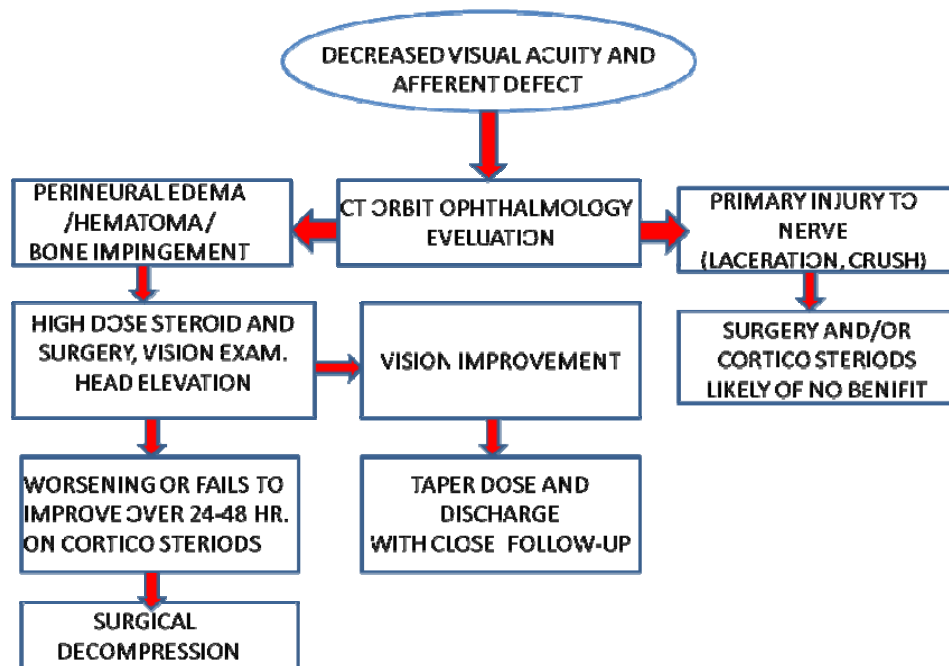 DECREASED VISUAL ACUITY AND
AFFERENT DEFECT
PERINEURAL EDEMA
/HEMATOMA/
BONE IMPINGEMENT
CT ORBIT OPHTHALMOLOGY
EVELUATION
PRIMARY INJURY TO
NERVE
(LACERATION, CRUSH)
HIGH DOSE STEROID AND
SURGERY, VISION EXAM.
HEAD ELEVATION
VISION IMPROVEMENT
SURGERY AND/OR
CORTICO STERIODS
LIKELY OF NO BENIFIT
WORSENING OR FAILS TO
IMPROVE OVER 24-48 HR.
ON CORTICO STERIODS
TAPER DOSE AND
DISCHARGE
WITH CLOSE FOLLOW-UP
SURGICAL
DECOMPRESSION